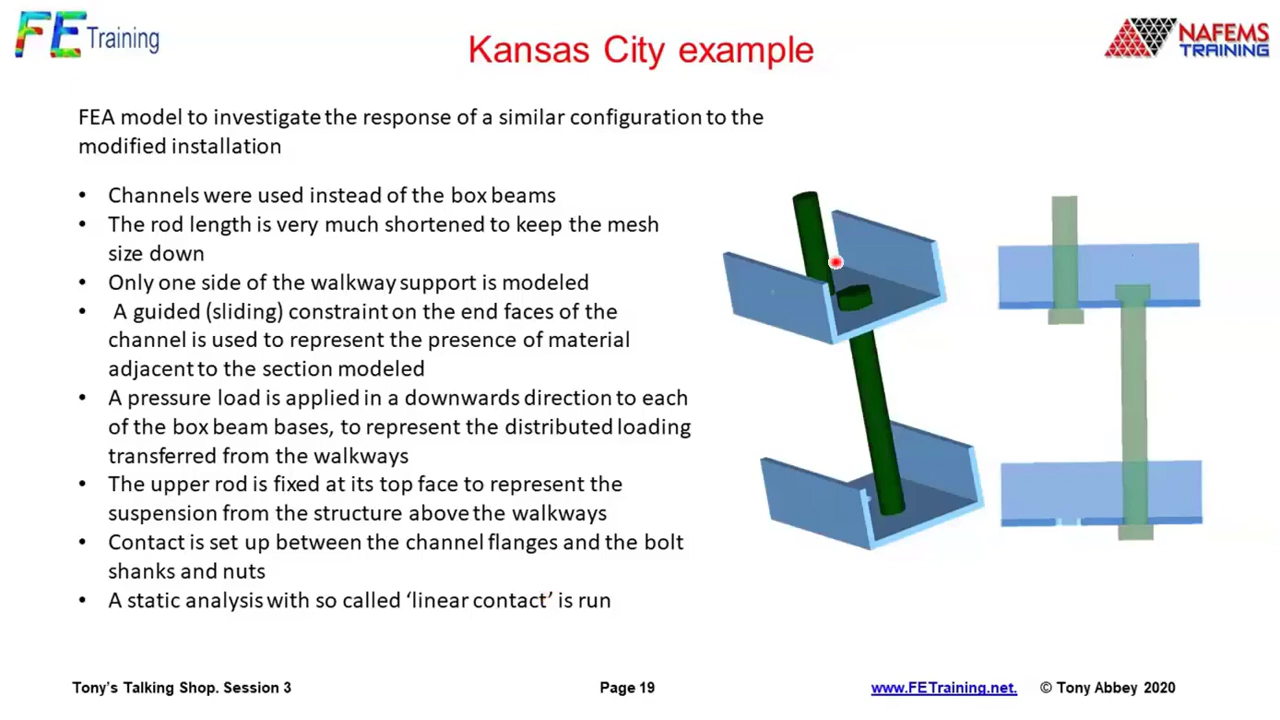 FE Training
Kansas City example
NAFEMS
TRAINING
FEA model to investigate the response of a similar configuration to the
modified installation
• Channels were used instead of the box beams
• The rod length is very much shortened to keep the mesh
size down
• Only one side of the walkway support is modeled
• A guided (sliding) constraint on the end faces of the
channel is used to represent the presence of material
adjacent to the section modeled
• A pressure load is applied in a downwards direction to each
of the box beam bases, to represent the distributed loading
transferred from the walkways
• The upper rod is fixed at its top face to represent the
suspension from the structure above the walkways
• Contact is set up between the channel flanges and the bolt
shanks and nuts
• A static analysis with so called ‘linear contact’ is run
Tony’s Talking Shop. Session 3
Page 19
www.FETraining.net.
© Tony Abbey 2020